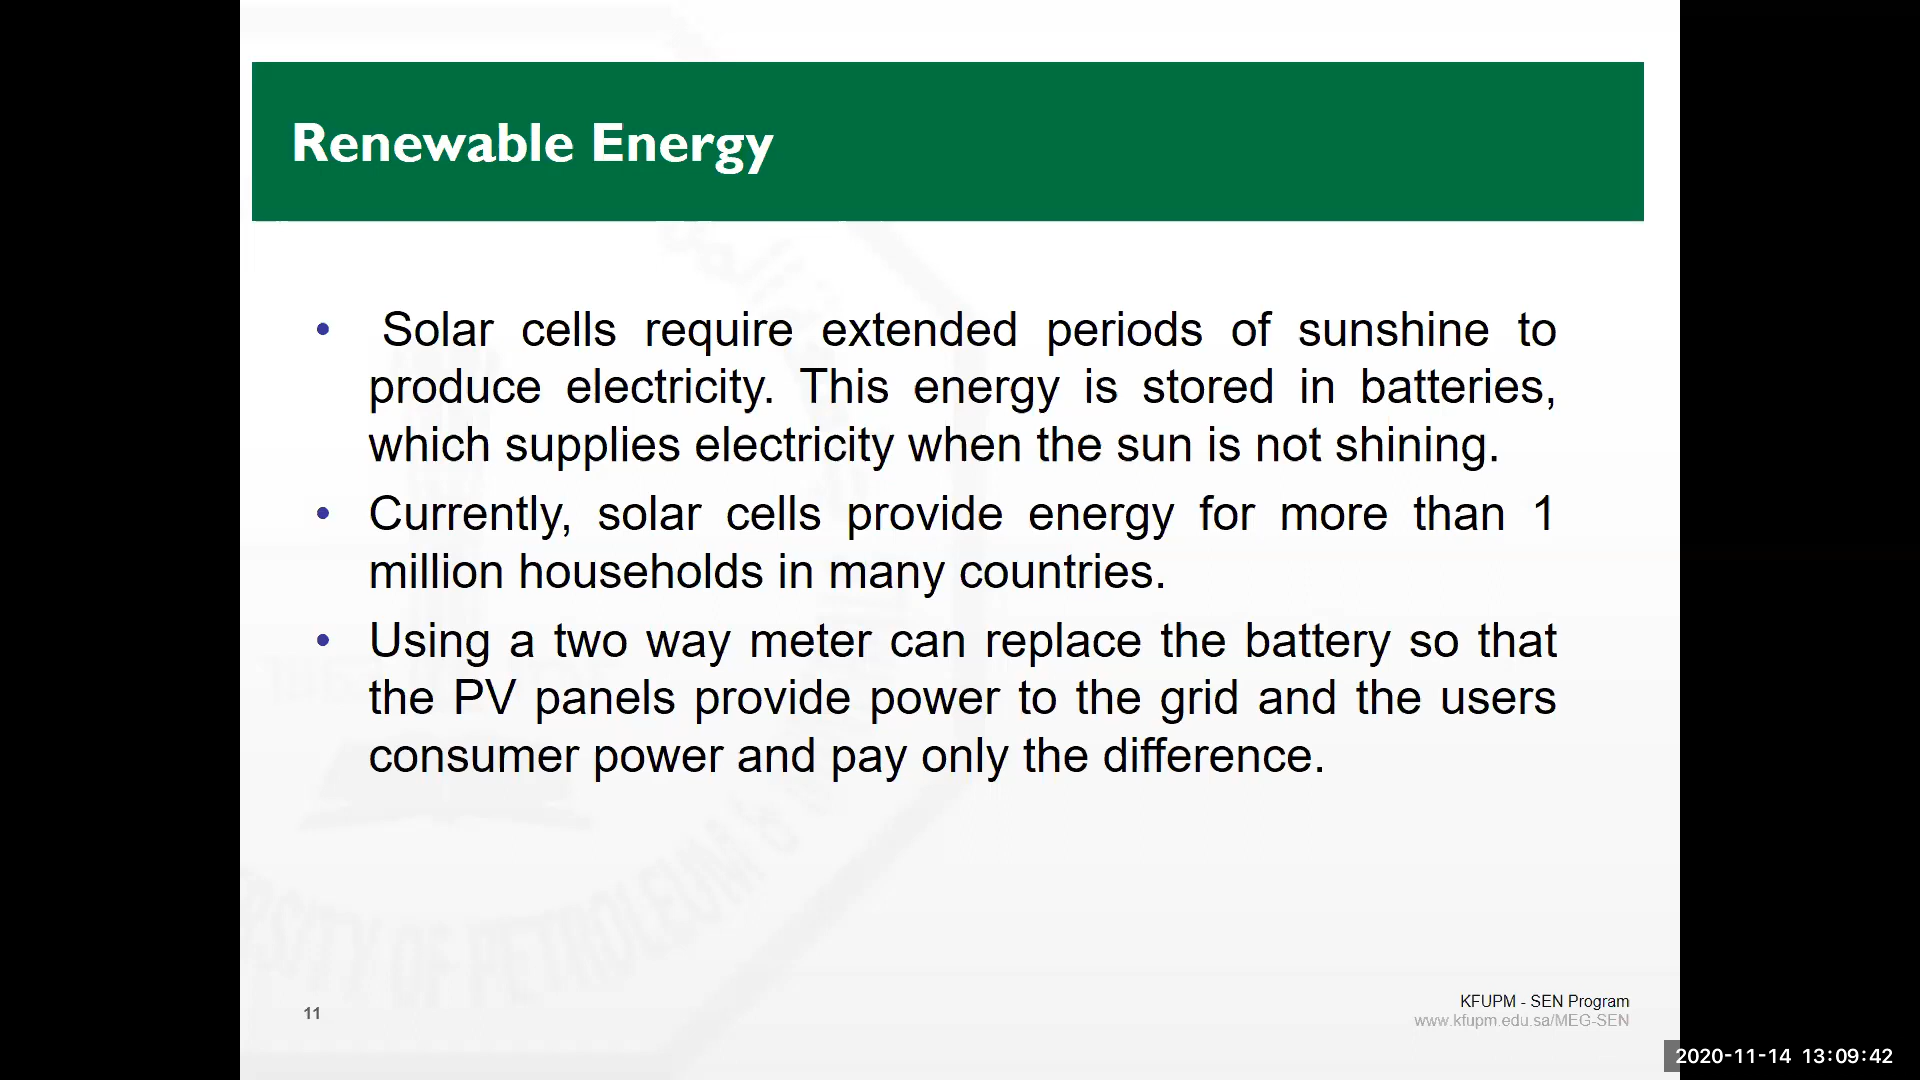 Renewable Energy
• Solar cells require extended periods of sunshine to
produce electricity. This energy is stored in batteries,
which supplies electricity when the sun is not shining.
• Currently, solar cells provide energy for more than 1
million households in many countries.
• Using a two way meter can replace the battery so that
the PV panels provide power to the grid and the users
consumer power and pay only the difference.
RSITY OF PETROLEUM &
11
KFUPM - SEN Program
www.kfupm.edu.sa/MEG-SEN
2020-11-14 13:09:42